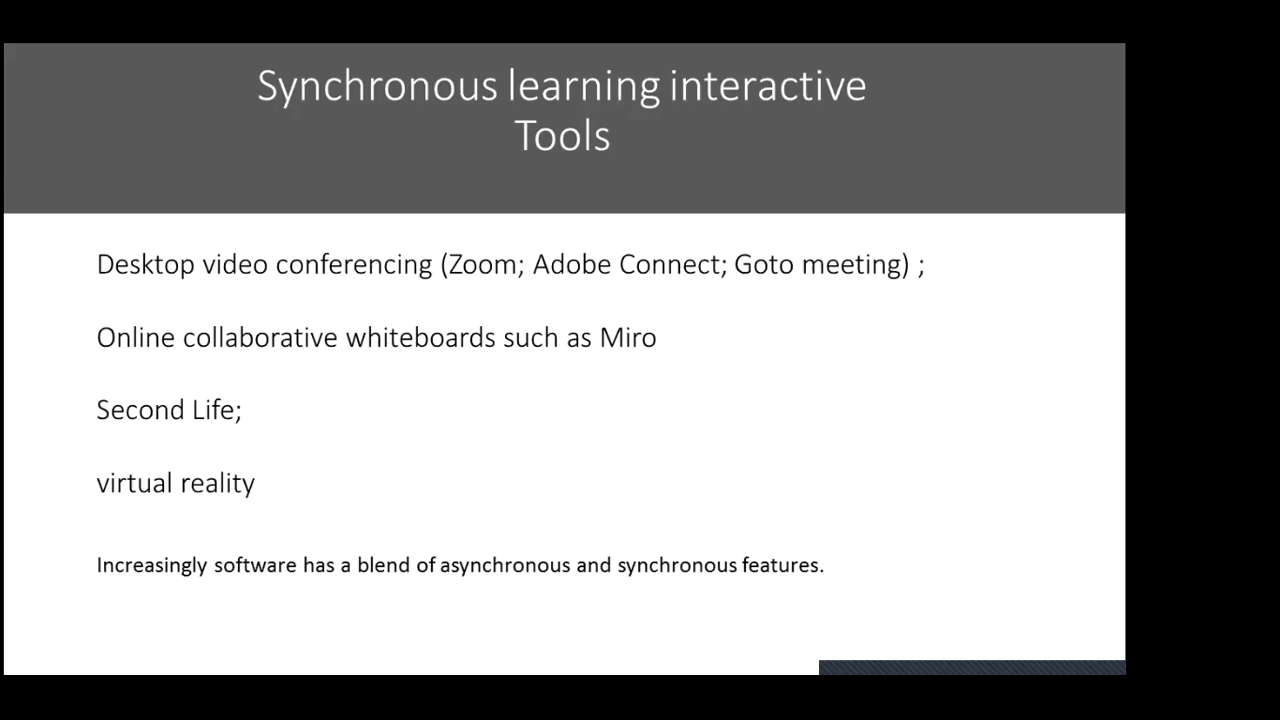 Synchronous learning interactive
Tools
Desktop video conferencing (Zoom; Adobe Connect; Goto meeting) ;
Online collaborative whiteboards such as Miro
Second Life;
virtual reality
Increasingly software has a blend of asynchronous and synchronous features.